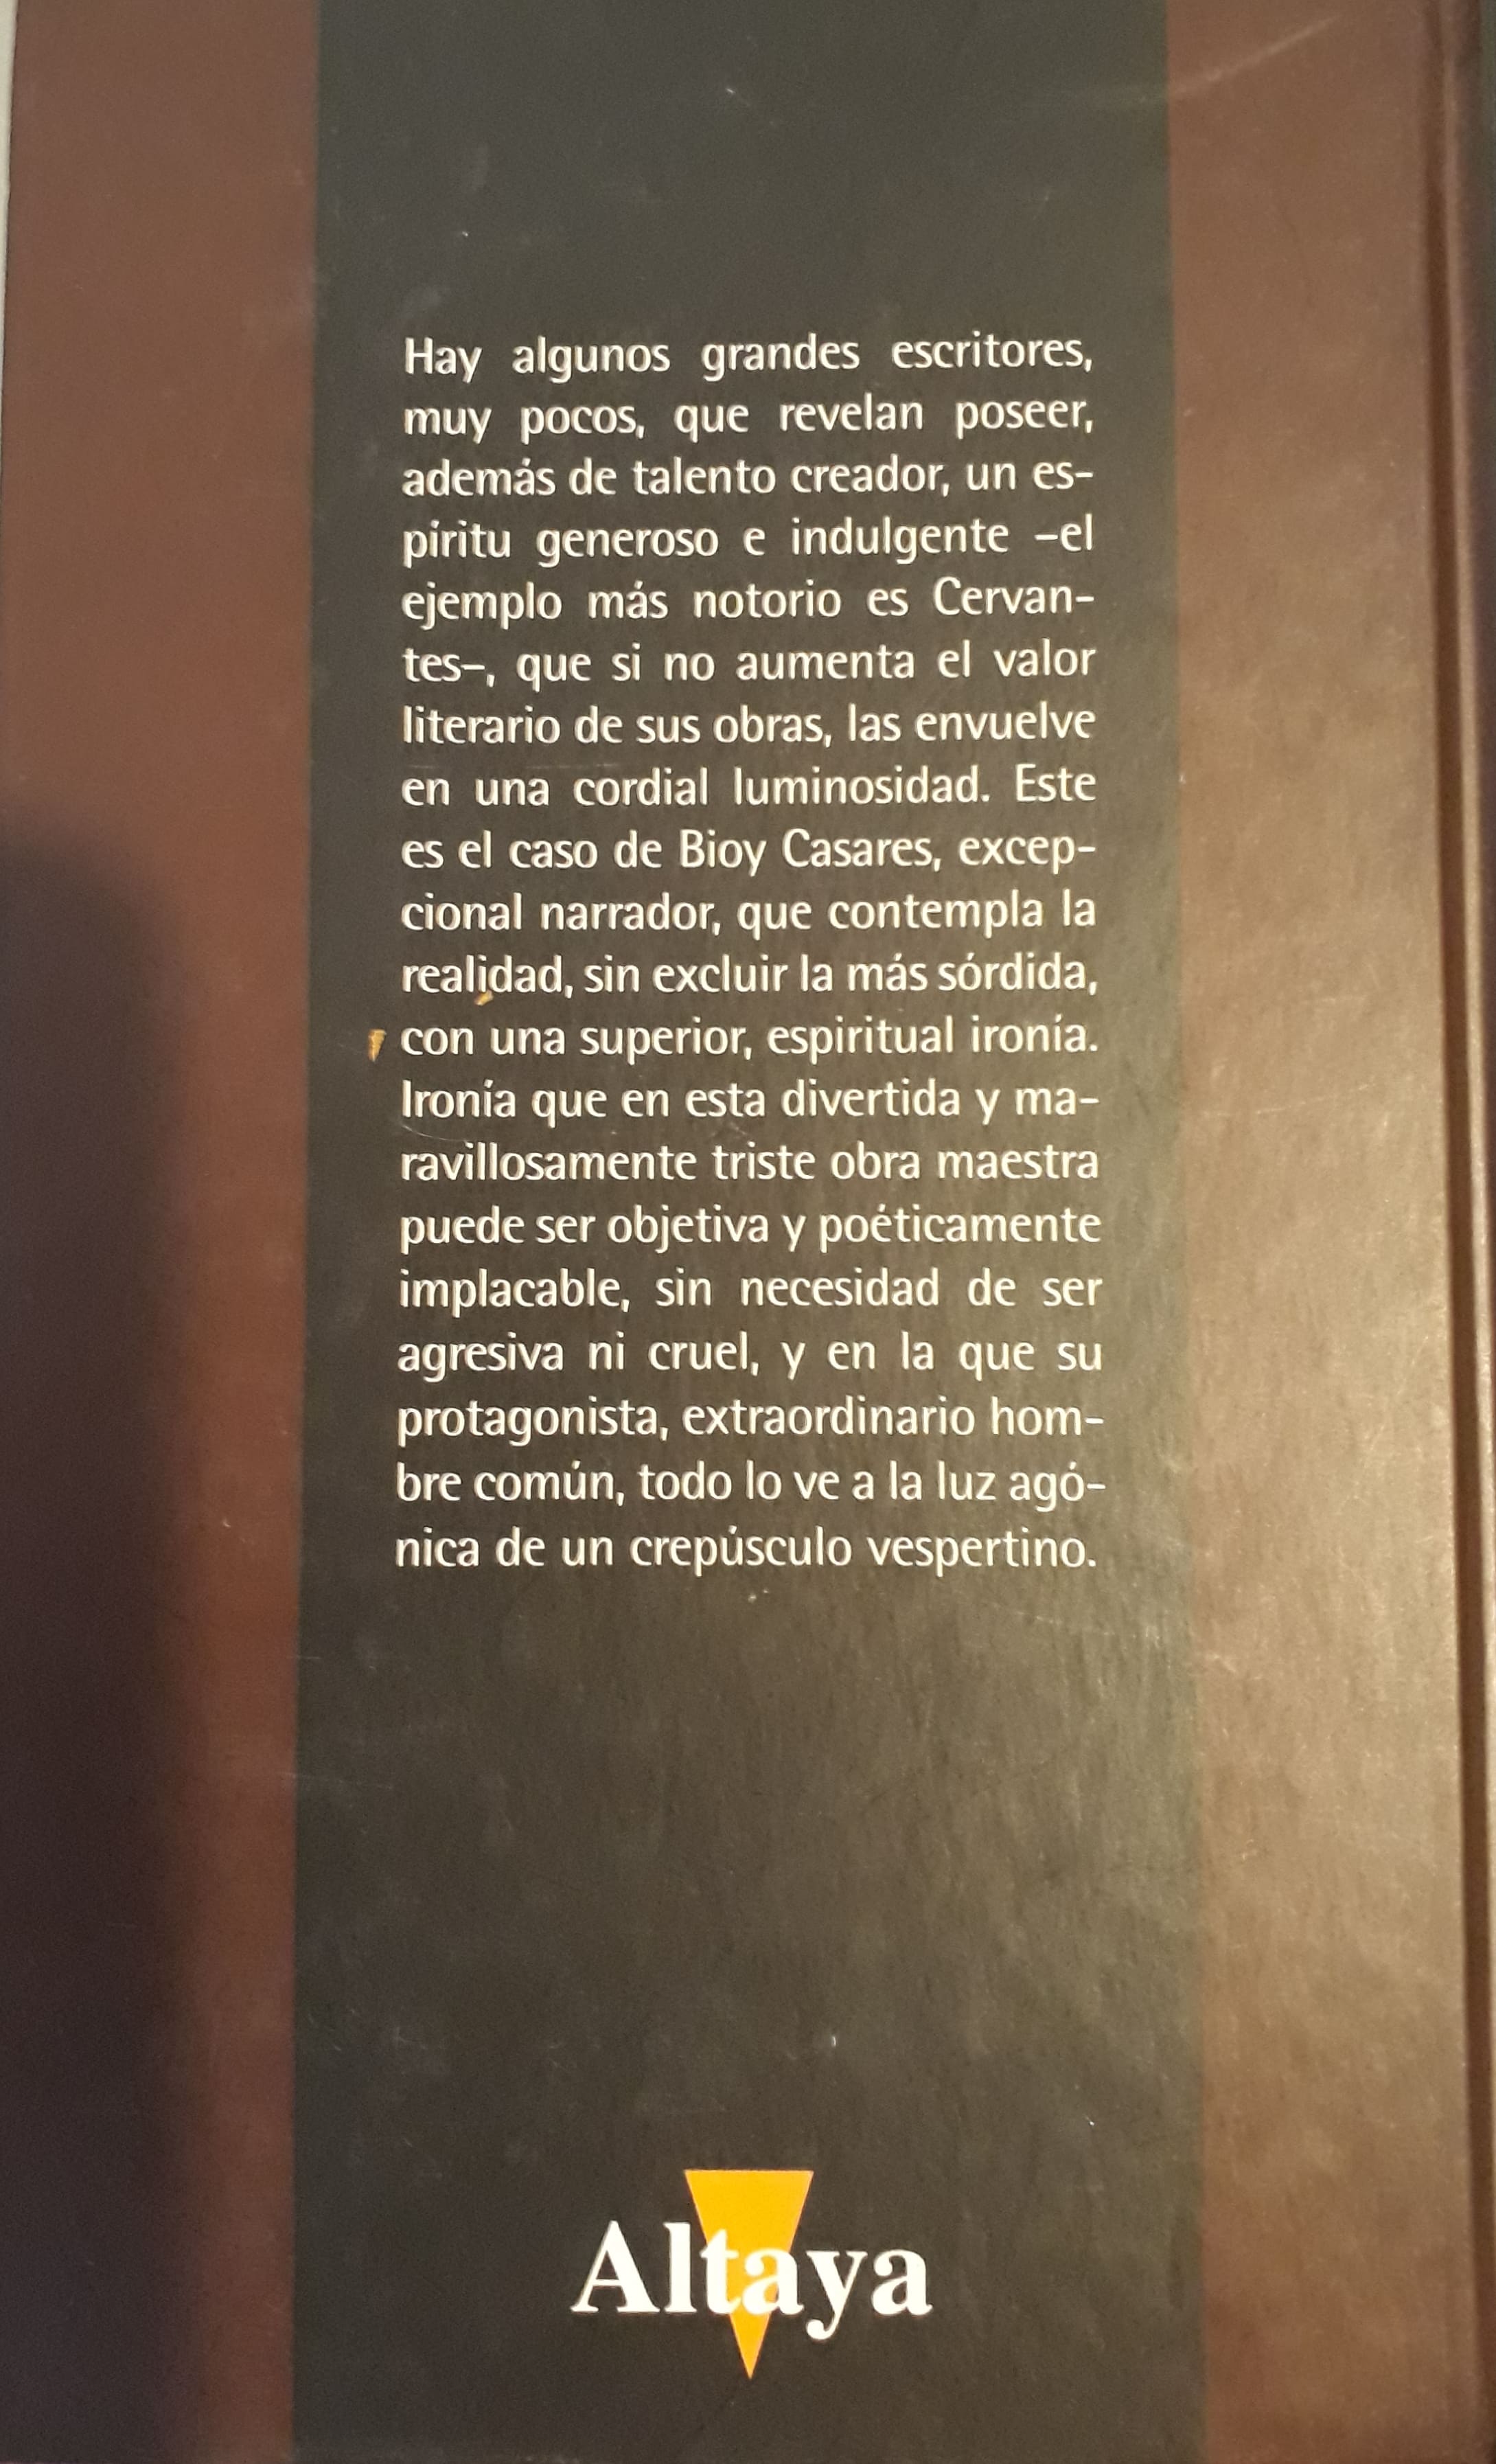 Hay algunos grandes escritores,
muy pocos, que revelan poseer,
además de talento creador, un es-
píritu generoso e indulgente –el
ejemplo más notorio es Cervan-
tes–, que si no aumenta el valor
literario de sus obras, las envuelve
en una cordial luminosidad. Este
es el caso de Bioy Casares, excep-
cional narrador, que contempla la
realidad, sin excluir la más sórdida,
con una superior, espiritual ironía.
Ironía que en esta divertida y ma-
ravillosamente triste obra maestra
puede ser objetiva y poéticamente
implacable, sin necesidad de ser
agresiva ni cruel, y en la que su
protagonista, extraordinario hom-
bre común, todo lo ve a la luz agó-
nica de un crepúsculo vespertino.
Altaya